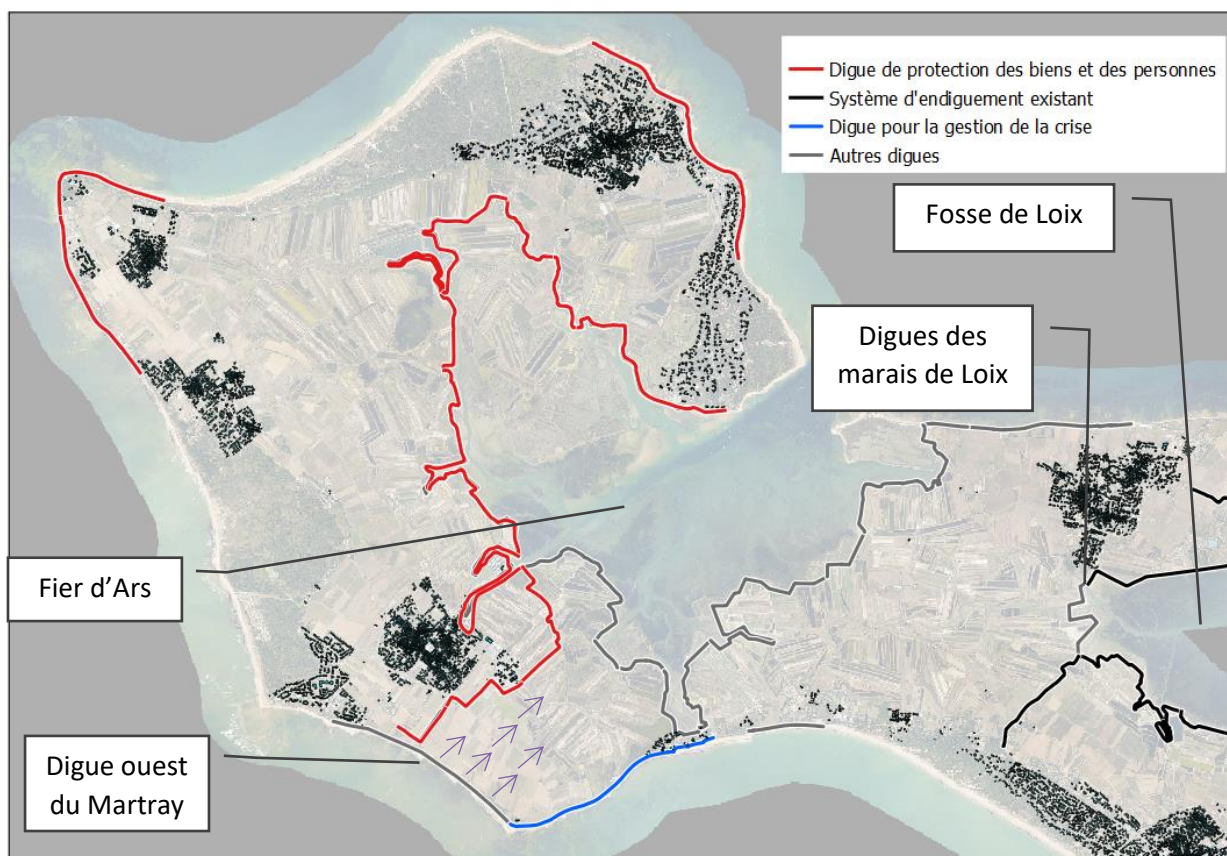 Digue de protection des biens et des personnes
Système d'endiguement existant
Digue pour la gestion de la crise
Autres digues
Fosse de Loix
Digues des
marais de Loix
Fier d’Ars
Digue ouest
du Martray